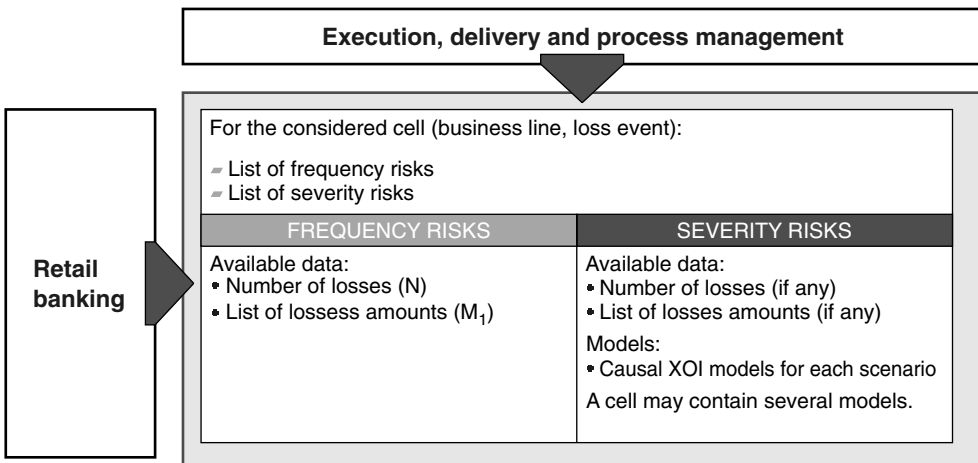 Execution, delivery and process management
Retail
banking
For the considered cell (business line, loss event):
List of frequency risks
List of severity risks
FREQUENCY RISKS
Available data:
• Number of losses (N)
• List of lossess amounts (M₁)
SEVERITY RISKS
Available data:
• Number of losses (if any)
• List of losses amounts (if any)
Models:
• Causal XOI models for each scenario
A cell may contain several models.